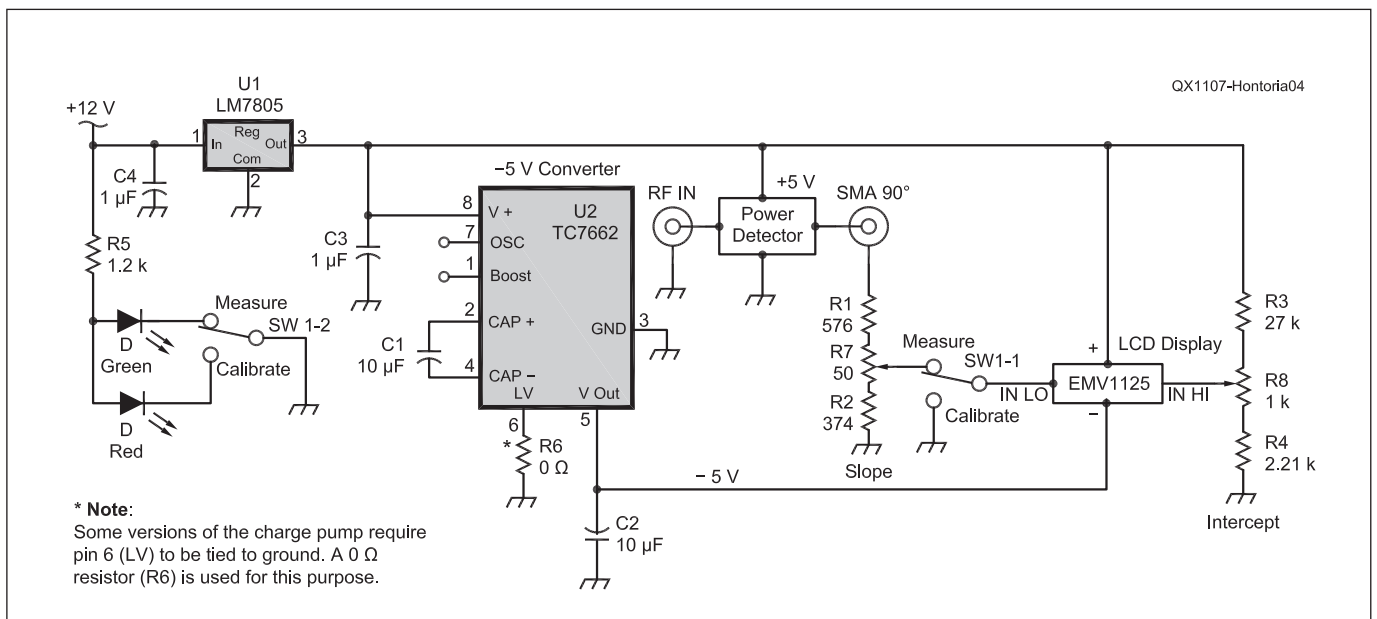 QX1107-Hontoria04
+12 V
U1
LM7805
1
In
Reg
Out
Com
3
2
C4
1 µF
R5
1.2 k
D
Green
D
Red
Measure
SW 1-2
Calibrate
C3
1 µF
−5 V Converter
U2
TC7662
8
V +
7
OSC
1
Boost
2
CAP +
C1
10 µF
4
CAP −
GND
3
LV
V Out
6
5
*
R6
0 Ω
− 5 V
C2
10 µF
RF IN
+5 V
Power
Detector
SMA 90°
R1
576
R7
50
R2
374
Slope
Measure
SW1-1
Calibrate
IN LO
+
LCD Display
EMV1125
−
IN HI
R3
27 k
R8
1 k
R4
2.21 k
Intercept
* Note:
Some versions of the charge pump require
pin 6 (LV) to be tied to ground. A 0 Ω
resistor (R6) is used for this purpose.